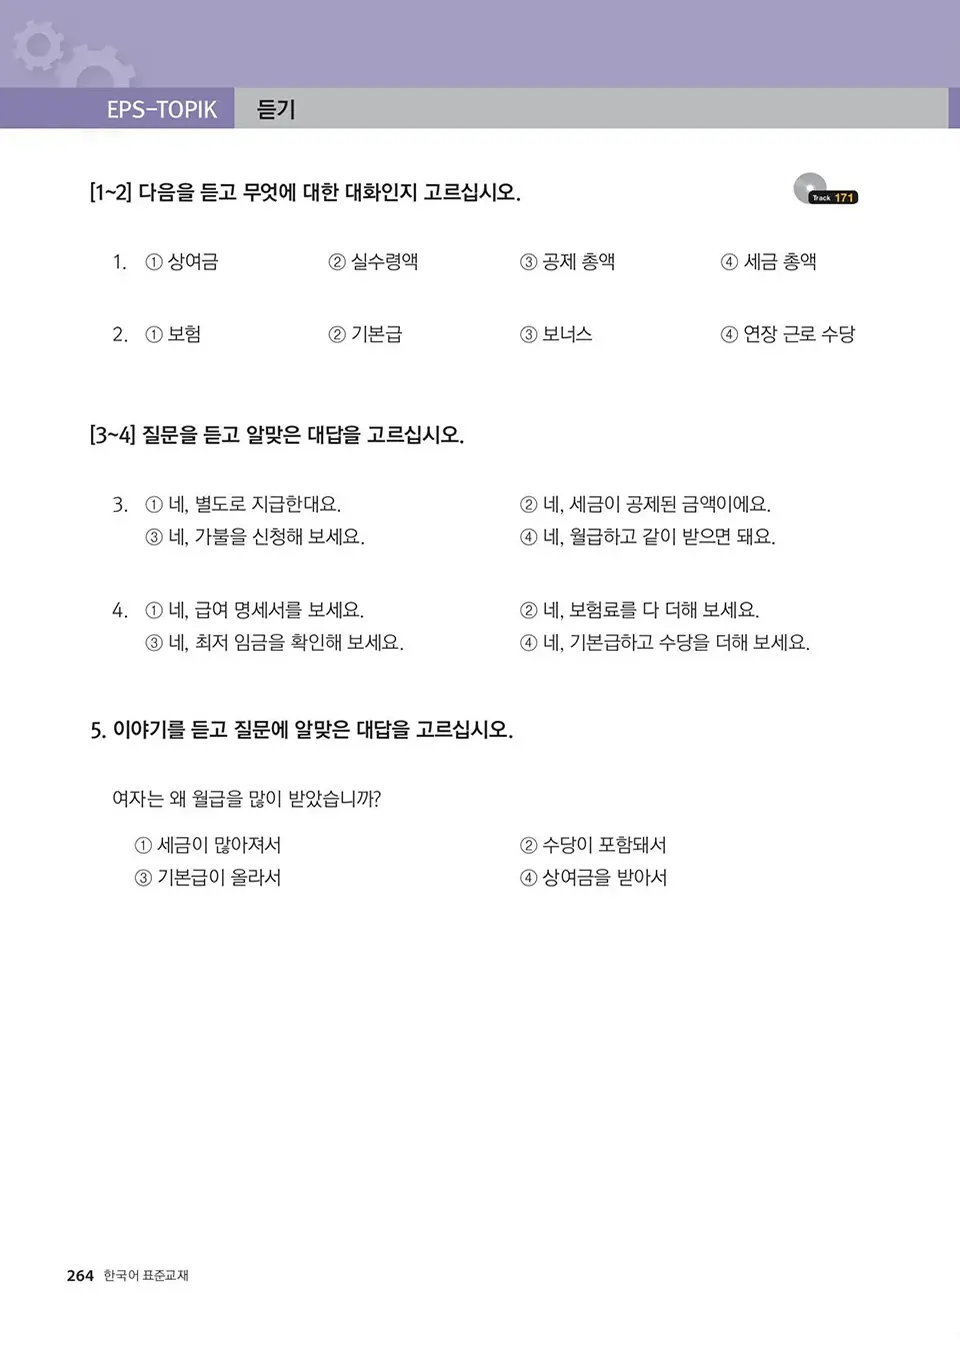 EPS-TOPIK 듣기
[1~2] 다음을 듣고 무엇에 대한 대화인지 고르십시오.
Track 171
1. ① 상여금 ② 실수령액 ③ 공제 총액 ④ 세금 총액
2. ① 보험 ② 기본급 ③ 보너스 ④ 연장 근로 수당
[3~4] 질문을 듣고 알맞은 대답을 고르십시오.
3. ① 네, 별도로 지급한대요. ② 네, 세금이 공제된 금액이에요.
③ 네, 가불을 신청해 보세요. ④ 네, 월급하고 같이 받으면 돼요.
4. ① 네, 급여 명세서를 보세요. ② 네, 보험료를 다 더해 보세요.
③ 네, 최저 임금을 확인해 보세요. ④ 네, 기본급하고 수당을 더해 보세요.
5. 이야기를 듣고 질문에 알맞은 대답을 고르십시오.
여자는 왜 월급을 많이 받았습니까?
① 세금이 많아져서 ② 수당이 포함돼서
③ 기본급이 올라서 ④ 상여금을 받아서
264 한국어 표준교재